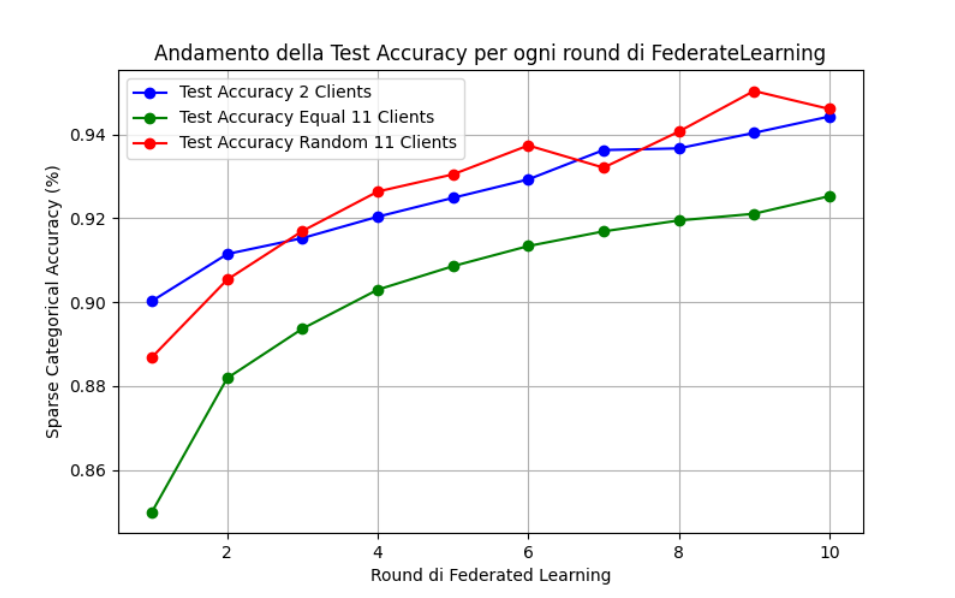 Andamento della Test Accuracy per ogni round di FederateLearning
Test Accuracy 2 Clients
Test Accuracy Equal 11 Clients
Test Accuracy Random 11 Clients
Sparse Categorical Accuracy (%)
0.94
0.92
0.90
0.88
0.86
2 4 6 8 10
Round di Federated Learning